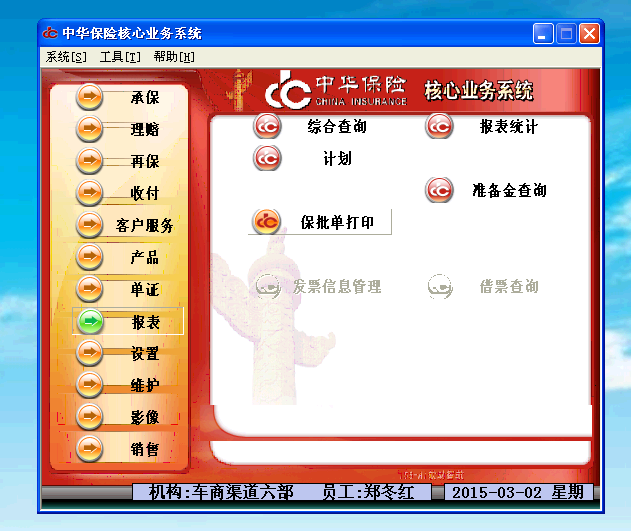 中华保险核心业务系统
系统[S] 工具[T] 帮助[H]
中华保险 核心业务系统
CHINA INSURANCE
承保
理赔
再保
收付
客户服务
产品
单证
报表
设置
维护
影像
销售
综合查询 报表统计
计划
准备金查询
保批单打印
发票信息管理 借票查询
机构:车商渠道六部 员工:郑冬红 2015-03-02 星期